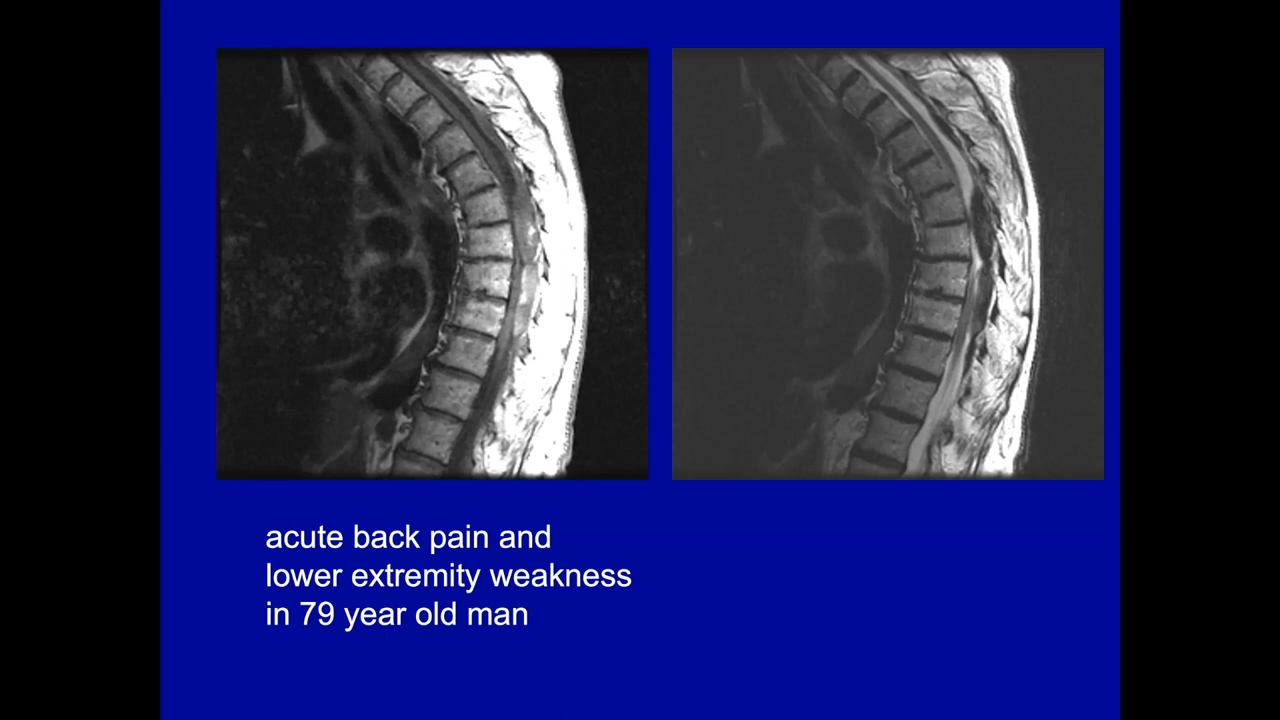 acute back pain and
lower extremity weakness
in 79 year old man